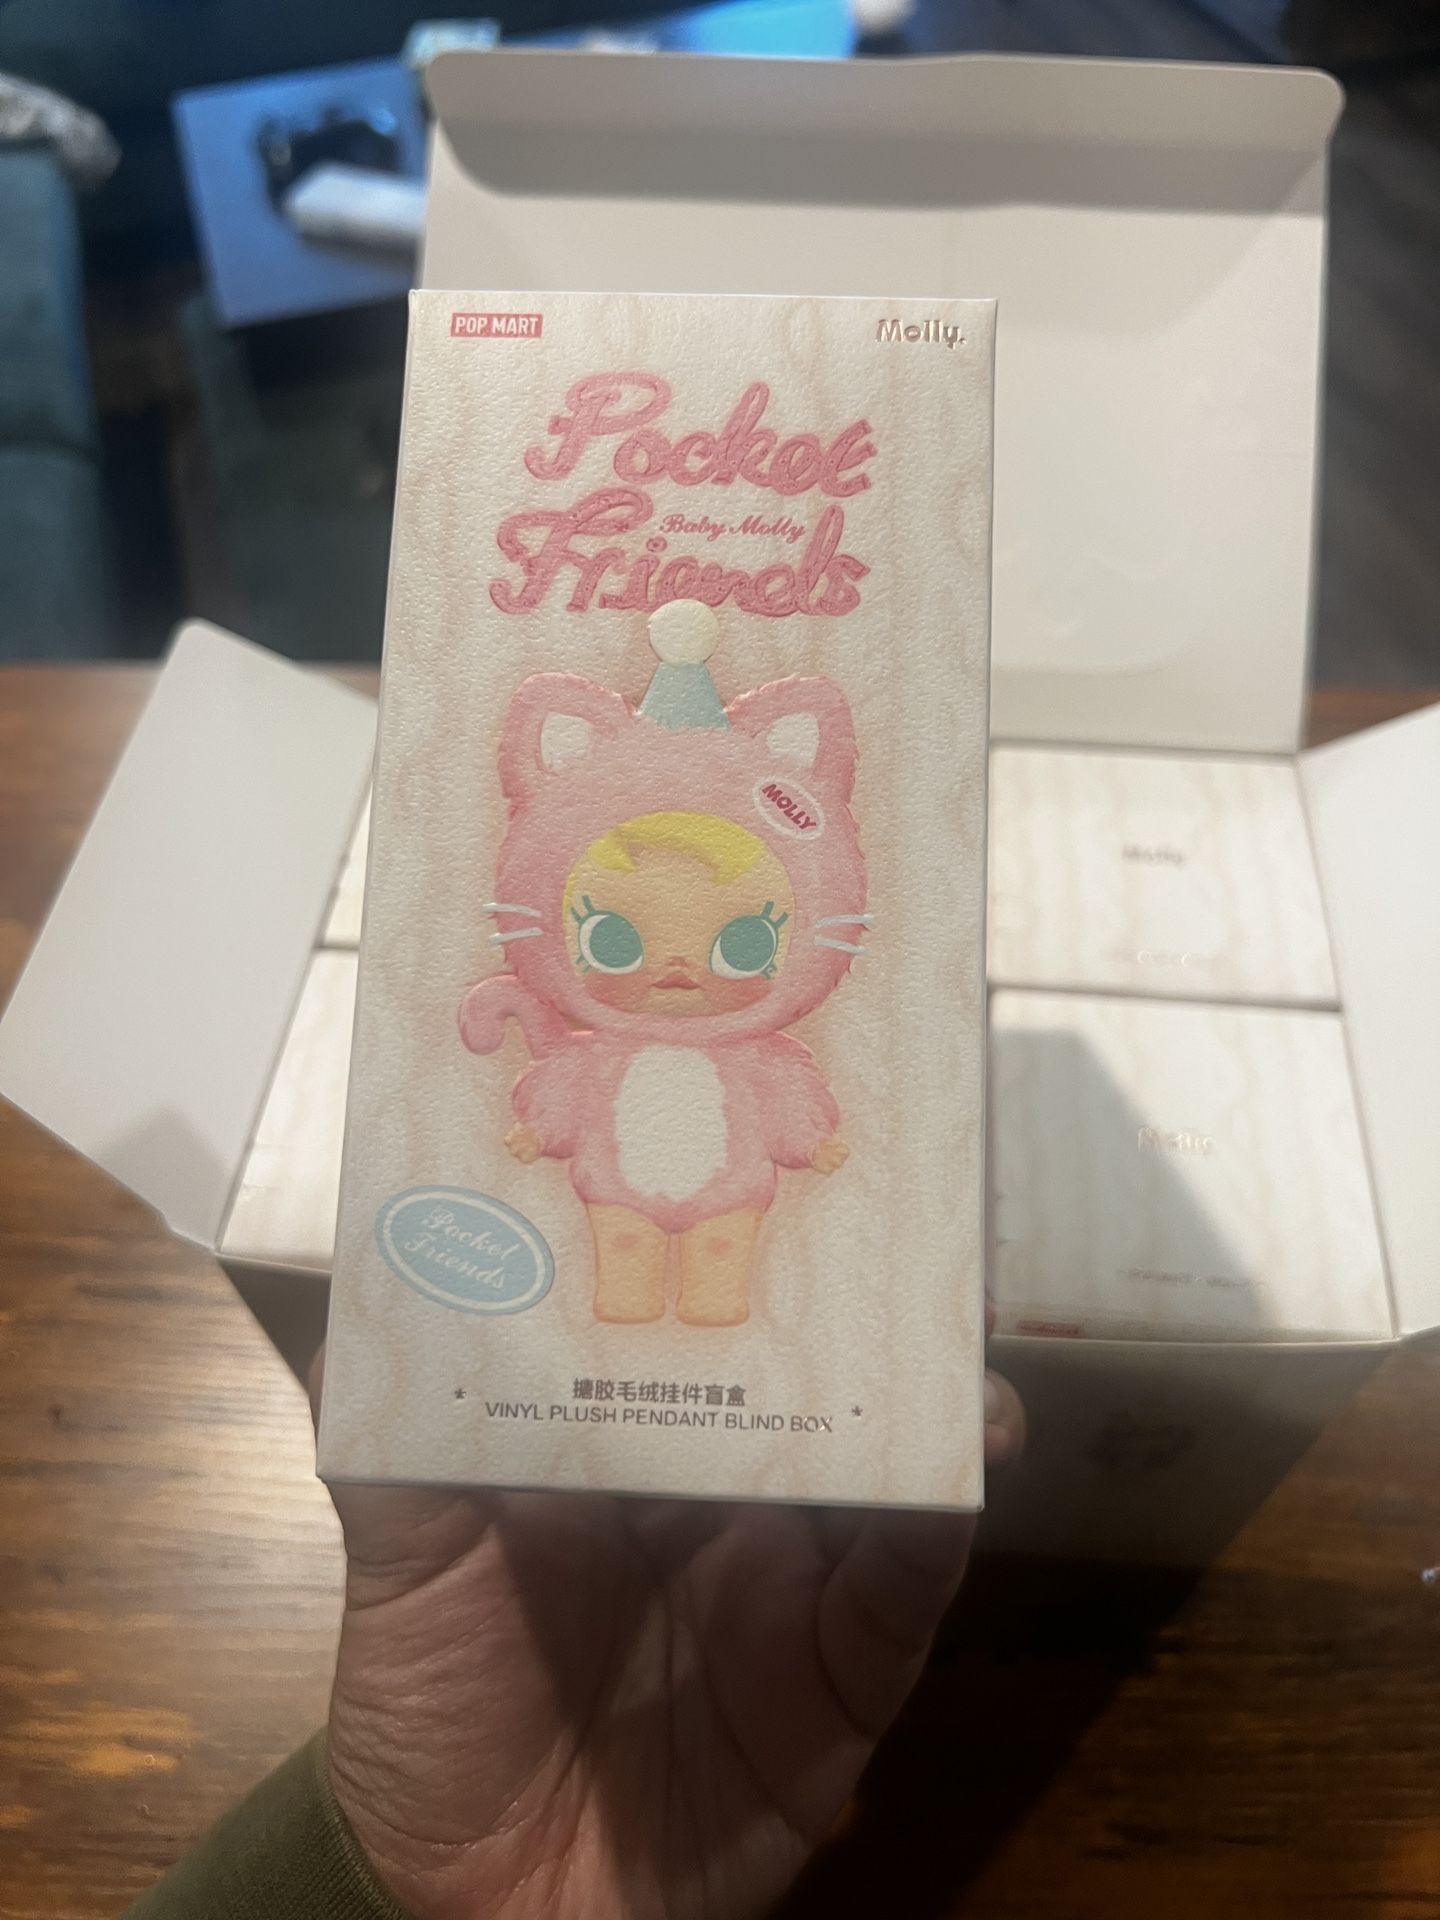 POP MART
Molly.
Pocket
Friends
Baby Molly
MOLLY
Pocket
Friends
搪胶毛绒挂件盲盒
* VINYL PLUSH PENDANT BLIND BOX *
Molly
Molly